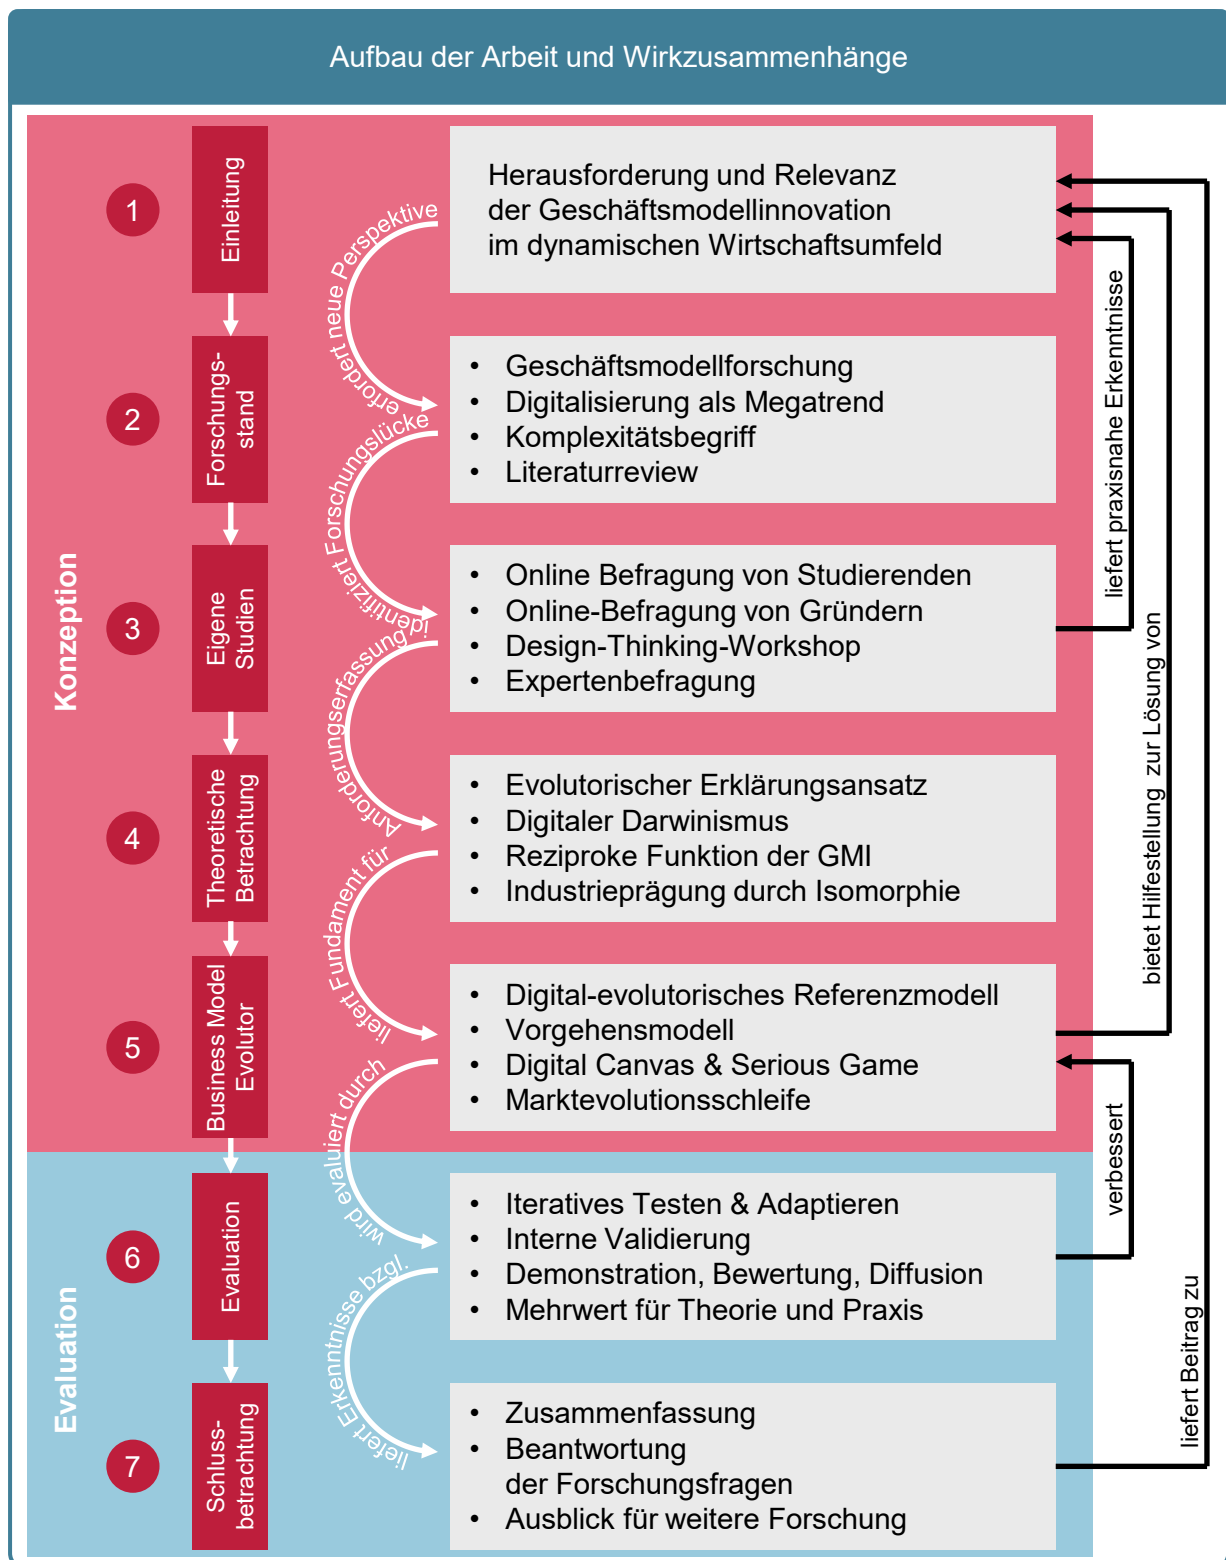 Aufbau der Arbeit und Wirkzusammenhänge
Konzeption
1
Einleitung
Herausforderung und Relevanz
der Geschäftsmodellinnovation
im dynamischen Wirtschaftsumfeld
erfordert neue Perspektive
2
Forschungs-
stand
• Geschäftsmodellforschung
• Digitalisierung als Megatrend
• Komplexitätsbegriff
• Literaturreview
identifiziert Forschungslücke
3
Eigene
Studien
• Online Befragung von Studierenden
• Online-Befragung von Gründern
• Design-Thinking-Workshop
• Expertenbefragung
Anforderungserfassung
4
Theoretische
Betrachtung
• Evolutorischer Erklärungsansatz
• Digitaler Darwinismus
• Reziproke Funktion der GMI
• Industrieprägung durch Isomorphie
liefert Fundament für
5
Business Model
Evolutor
• Digital-evolutorisches Referenzmodell
• Vorgehensmodell
• Digital Canvas & Serious Game
• Marktevolutionsschleife
wird evaluiert durch
Evaluation
6
Evaluation
• Iteratives Testen & Adaptieren
• Interne Validierung
• Demonstration, Bewertung, Diffusion
• Mehrwert für Theorie und Praxis
liefert Erkenntnisse bzgl.
7
Schluss-
betrachtung
• Zusammenfassung
• Beantwortung
der Forschungsfragen
• Ausblick für weitere Forschung
liefert praxisnahe Erkenntnisse
bietet Hilfestellung zur Lösung von
verbessert
liefert Beitrag zu